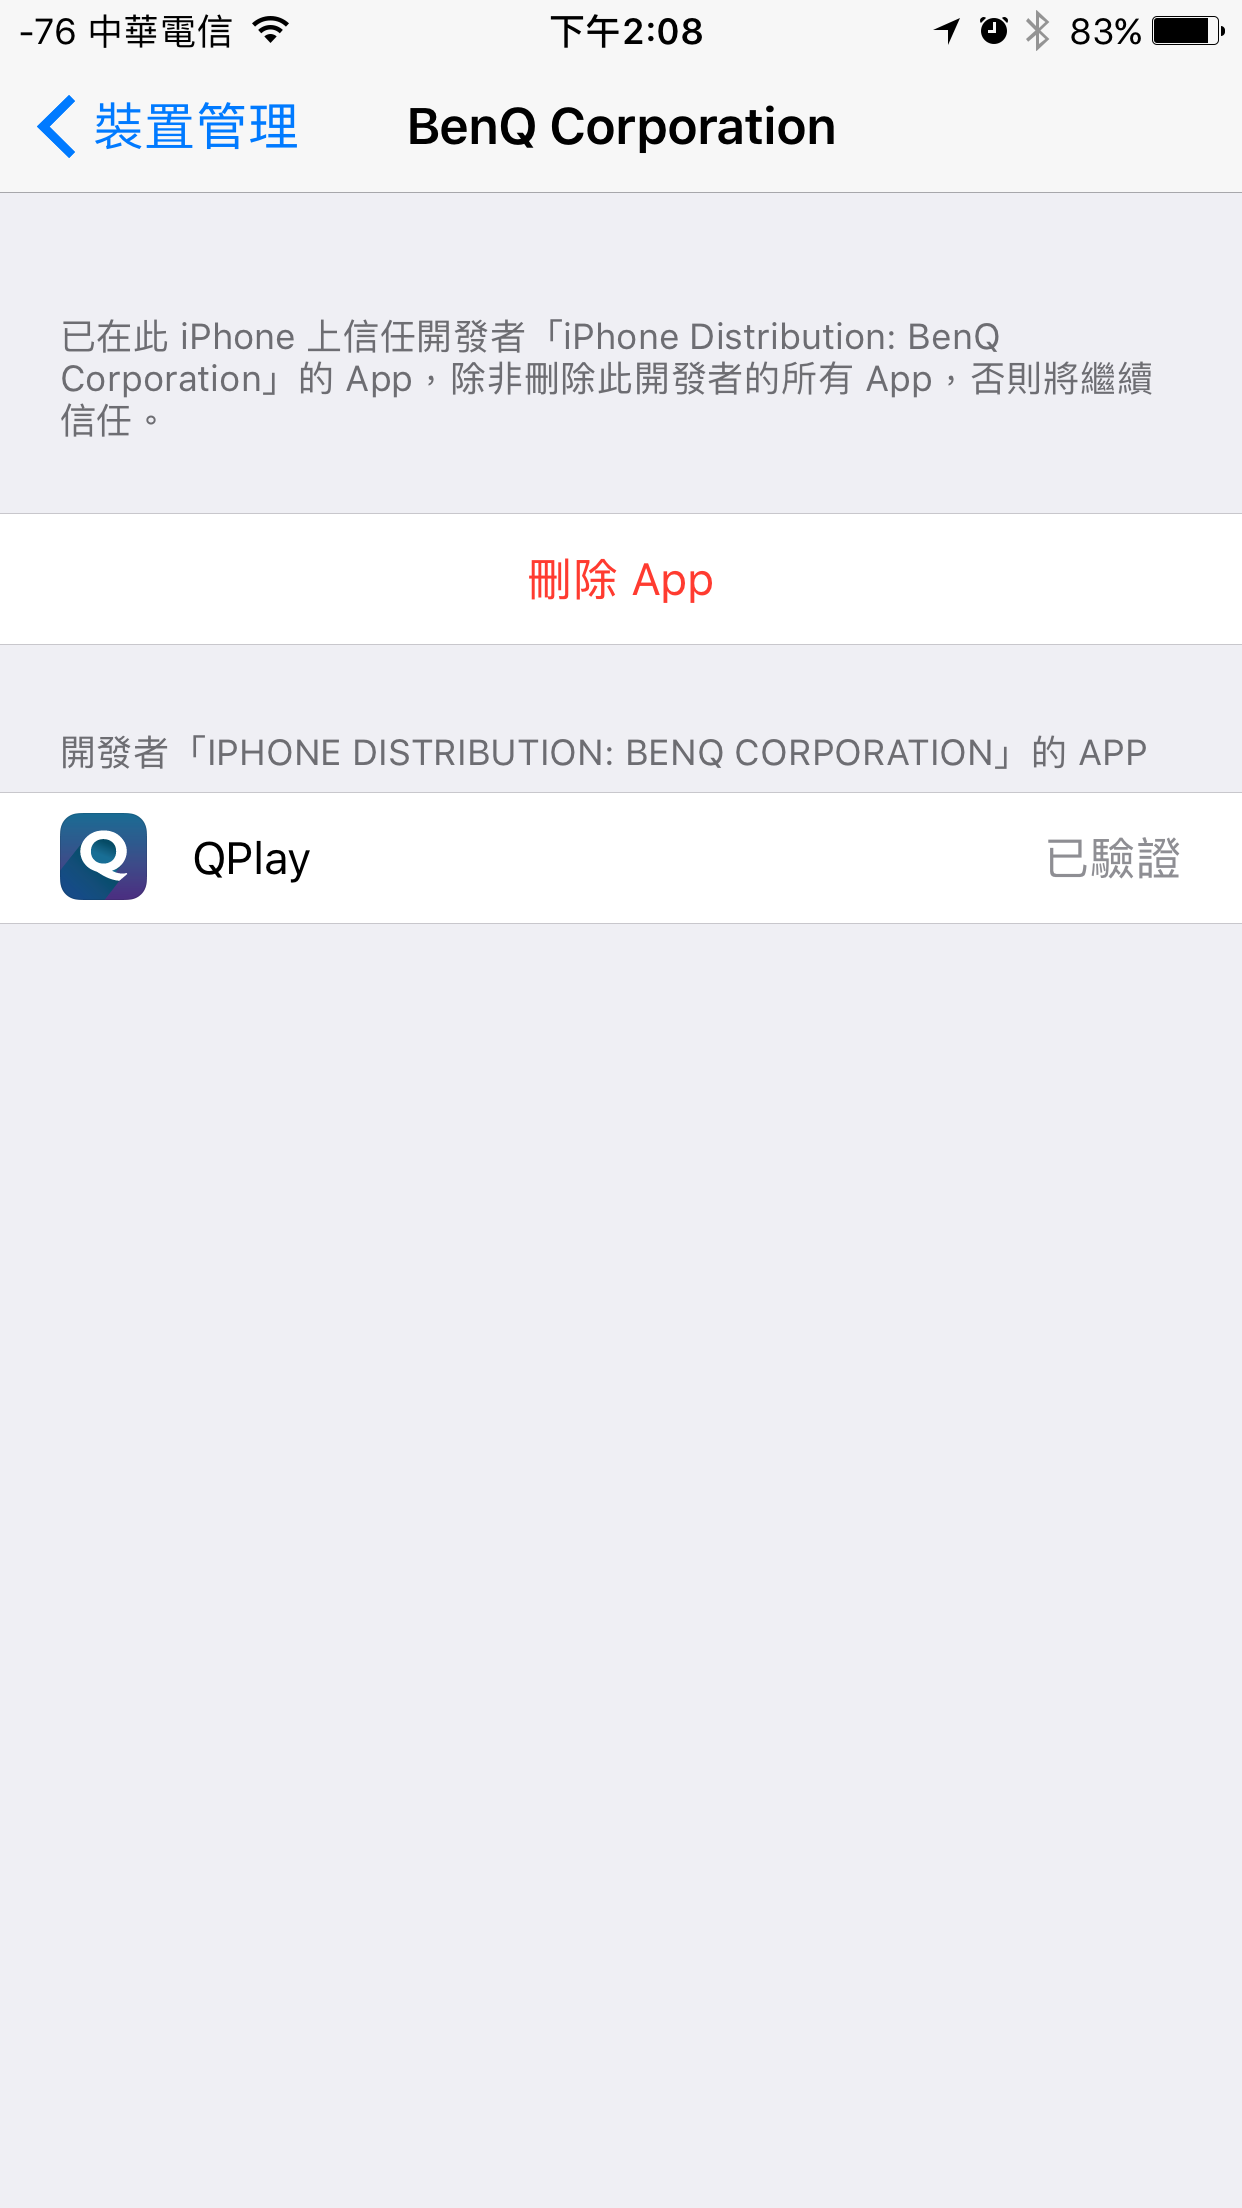 -76 中華電信 下午2:08 83%
裝置管理 BenQ Corporation
已在此 iPhone 上信任開發者「iPhone Distribution: BenQ
Corporation」的 App，除非刪除此開發者的所有 App，否則將繼續
信任。
刪除 App
開發者「IPHONE DISTRIBUTION: BENQ CORPORATION」的 APP
QPlay 已驗證